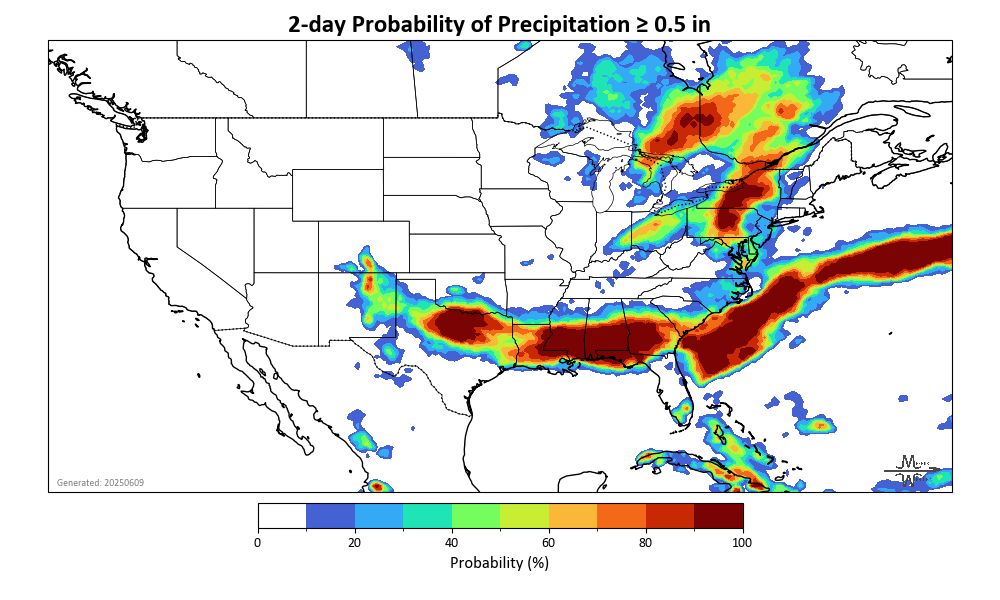 2-day Probability of Precipitation ≥ 0.5 in
Generated: 20250609
0 20 40 60 80 100
Probability (%)